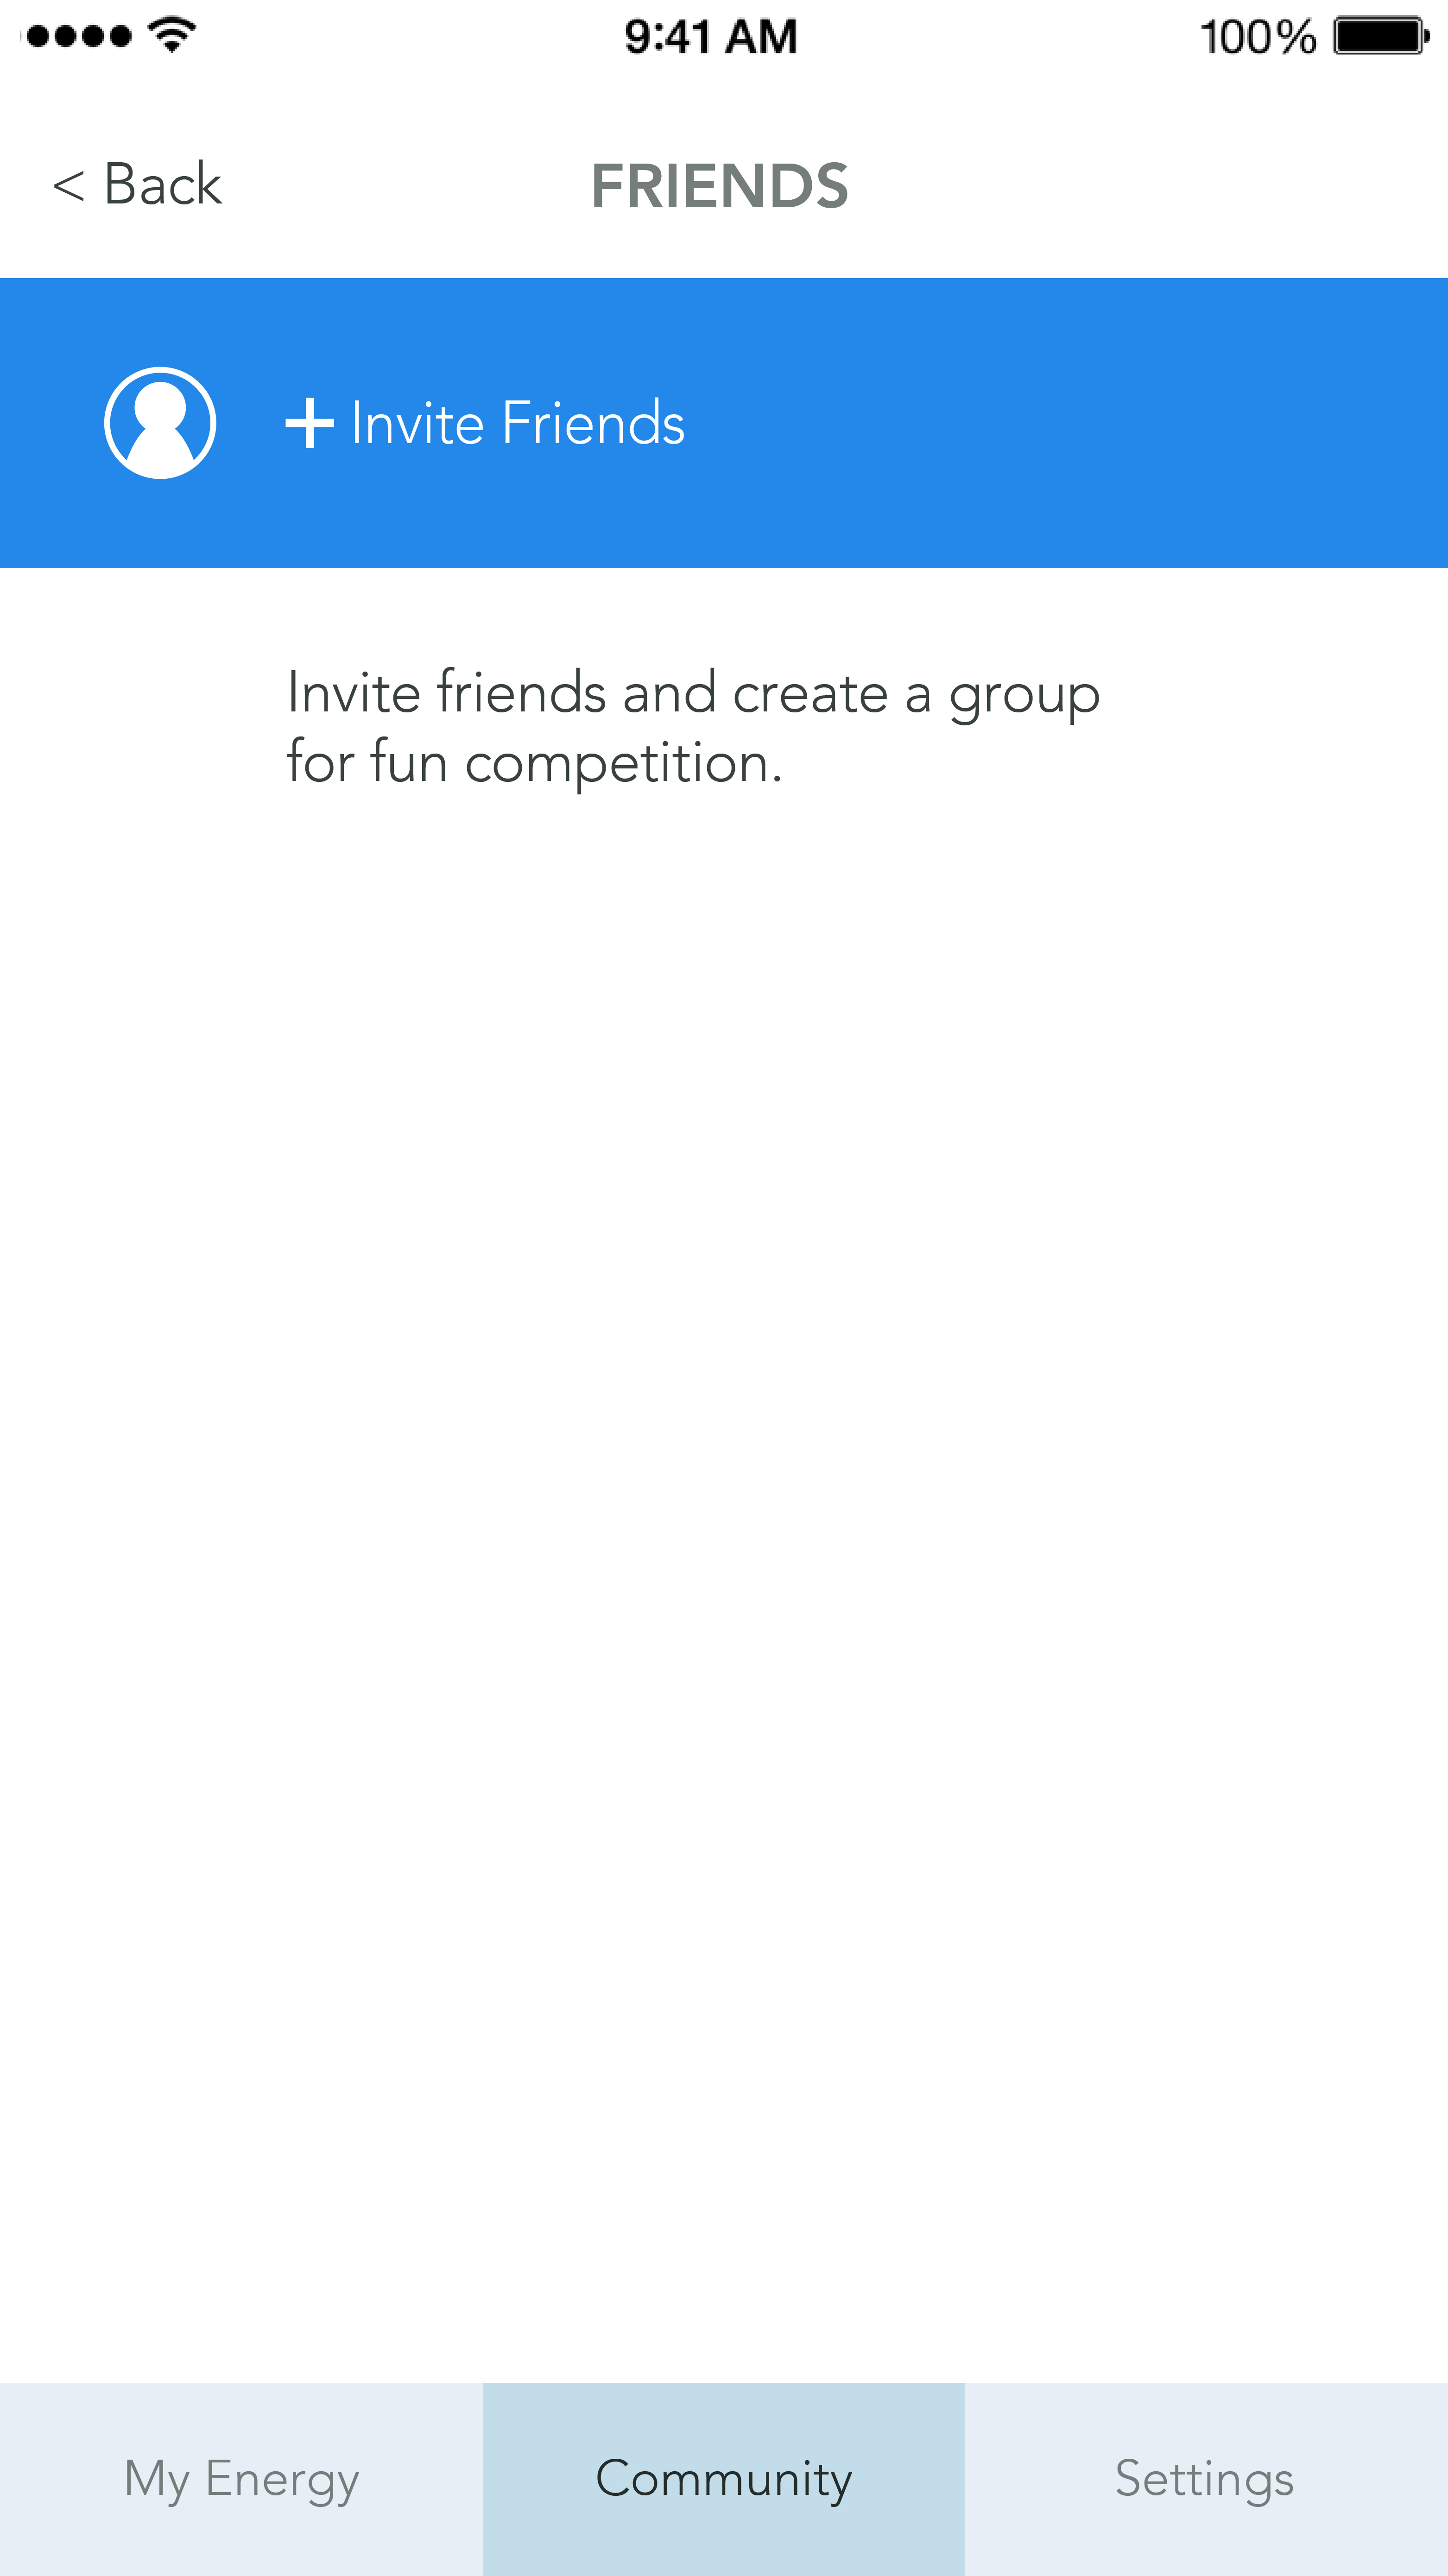 9:41 AM 100%
< Back FRIENDS
+ Invite Friends
Invite friends and create a group
for fun competition.
My Energy Community Settings